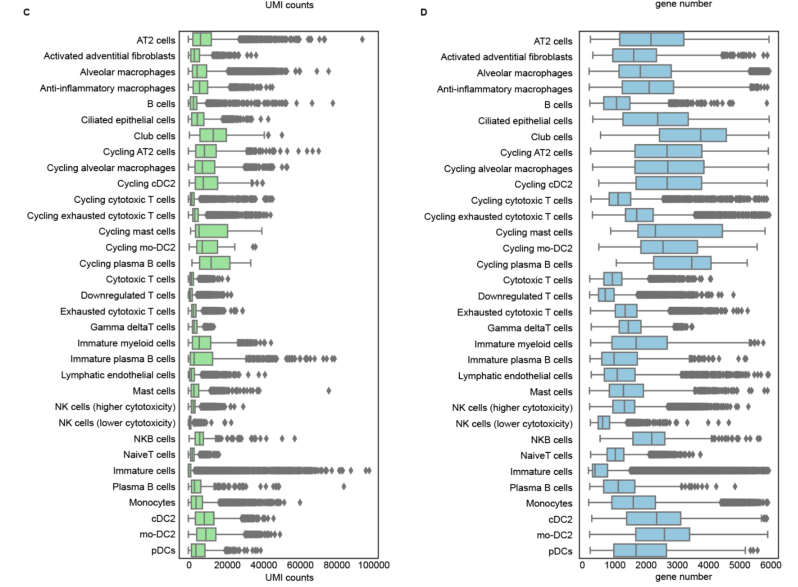 UMI counts
gene number
C
D
AT2 cells
Activated adventitial fibroblasts
Alveolar macrophages
Anti-inflammatory macrophages
B cells
Ciliated epithelial cells
Club cells
Cycling AT2 cells
Cycling alveolar macrophages
Cycling cDC2
Cycling cytotoxic T cells
Cycling exhausted cytotoxic T cells
Cycling mast cells
Cycling mo-DC2
Cycling plasma B cells
Cytotoxic T cells
Downregulated T cells
Exhausted cytotoxic T cells
Gamma deltaT cells
Immature myeloid cells
Immature plasma B cells
Lymphatic endothelial cells
Mast cells
NK cells (higher cytotoxicity)
NK cells (lower cytotoxicity)
NKB cells
NaiveT cells
Immature cells
Plasma B cells
Monocytes
cDC2
mo-DC2
pDCs
0 20000 40000 60000 80000 100000
UMI counts
AT2 cells
Activated adventitial fibroblasts
Alveolar macrophages
Anti-inflammatory macrophages
B cells
Ciliated epithelial cells
Club cells
Cycling AT2 cells
Cycling alveolar macrophages
Cycling cDC2
Cycling cytotoxic T cells
Cycling exhausted cytotoxic T cells
Cycling mast cells
Cycling mo-DC2
Cycling plasma B cells
Cytotoxic T cells
Downregulated T cells
Exhausted cytotoxic T cells
Gamma deltaT cells
Immature myeloid cells
Immature plasma B cells
Lymphatic endothelial cells
Mast cells
NK cells (higher cytotoxicity)
NK cells (lower cytotoxicity)
NKB cells
NaiveT cells
Immature cells
Plasma B cells
Monocytes
cDC2
mo-DC2
pDCs
0 1000 2000 3000 4000 5000 6000
gene number